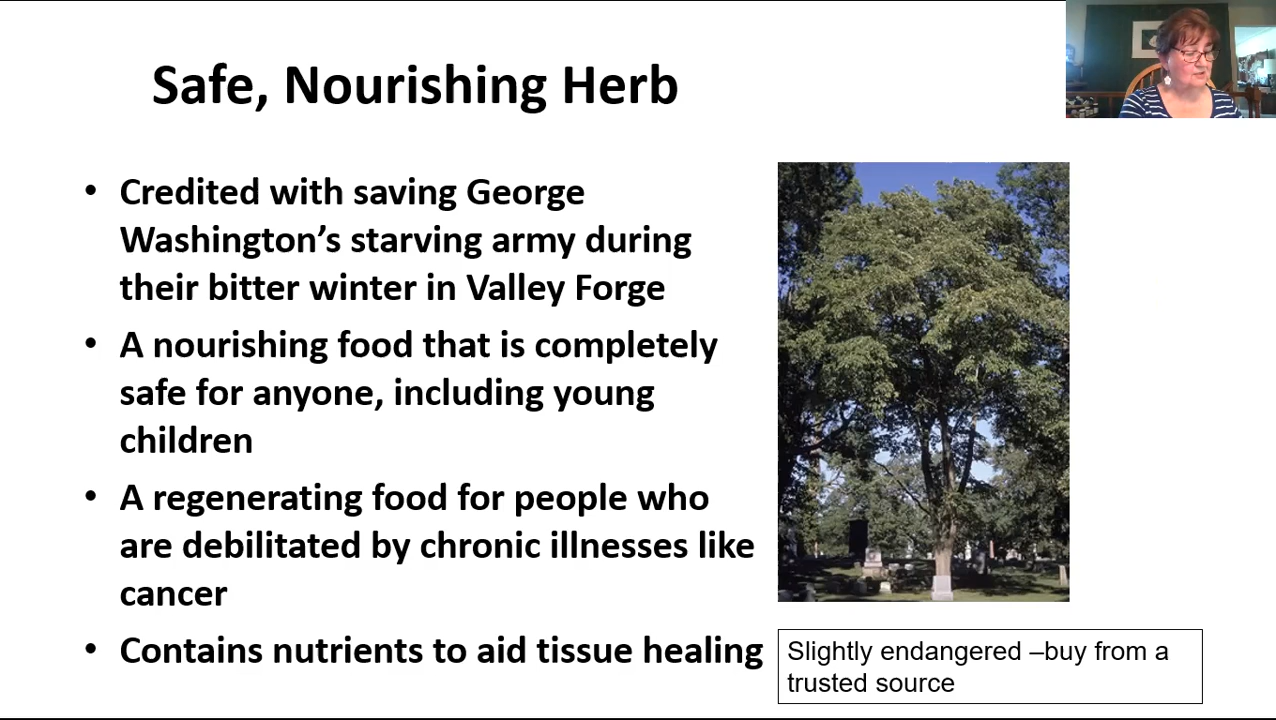 Safe, Nourishing Herb
• Credited with saving George
Washington’s starving army during
their bitter winter in Valley Forge
• A nourishing food that is completely
safe for anyone, including young
children
• A regenerating food for people who
are debilitated by chronic illnesses like
cancer
• Contains nutrients to aid tissue healing
Slightly endangered –buy from a
trusted source